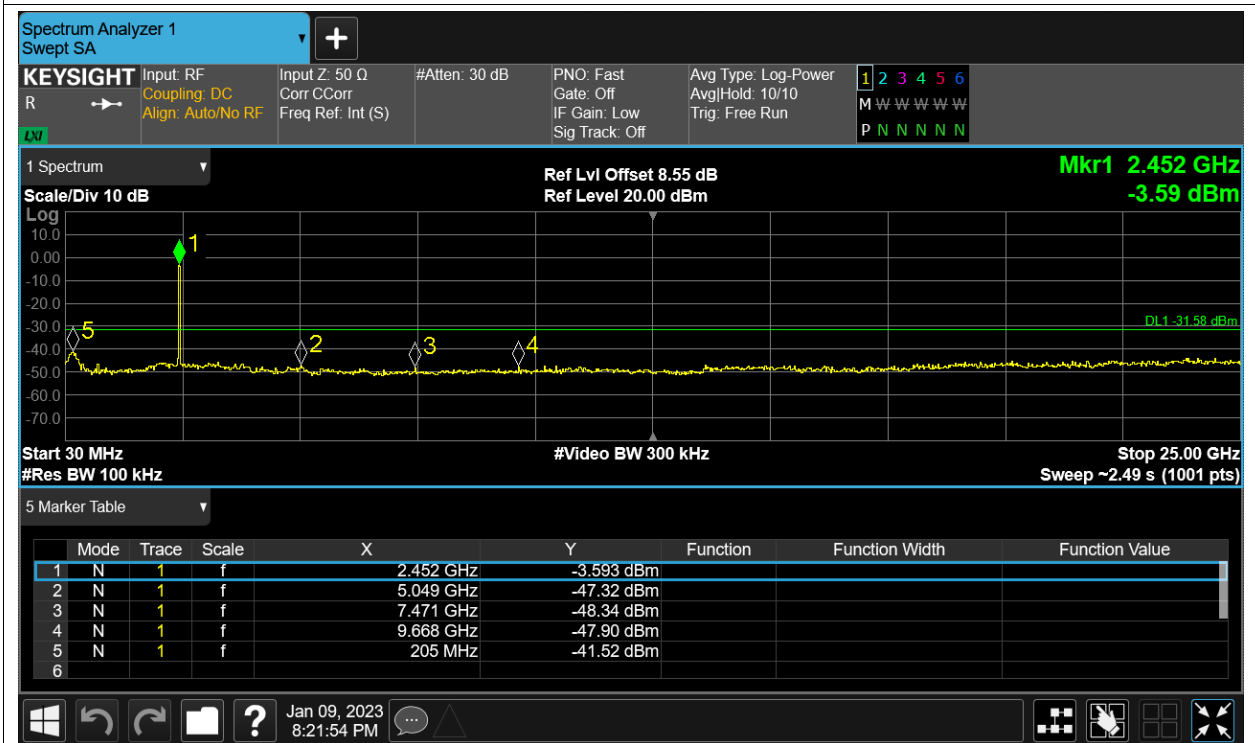 Spectrum Analyzer 1
Swept SA
+
KEYSIGHT Input: RF Input Z: 50 Ω #Atten: 30 dB PNO: Fast Avg Type: Log-Power 1 2 3 4 5 6
R Coupling: DC Corr CCorr Gate: Off Avg|Hold: 10/10 M W W W W W
Align: Auto/No RF Freq Ref: Int (S) IF Gain: Low Trig: Free Run
LXI Sig Track: Off P N N N N N
1 Spectrum
Ref Lvl Offset 8.55 dB
Mkr1 2.452 GHz
Scale/Div 10 dB Ref Level 20.00 dBm -3.59 dBm
Log
10.0
1
0.00
-10.0
-20.0
-30.0
5
DL1 -31.58 dBm
-40.0
2
3
4
-50.0
-60.0
-70.0
Start 30 MHz #Video BW 300 kHz Stop 25.00 GHz
#Res BW 100 kHz Sweep ~2.49 s (1001 pts)
5 Marker Table
Mode Trace Scale X Y Function Function Width Function Value
1 N 1 f 2.452 GHz -3.593 dBm
2 N 1 f 5.049 GHz -47.32 dBm
3 N 1 f 7.471 GHz -48.34 dBm
4 N 1 f 9.668 GHz -47.90 dBm
5 N 1 f 205 MHz -41.52 dBm
6
? Jan 09, 2023
8:21:54 PM